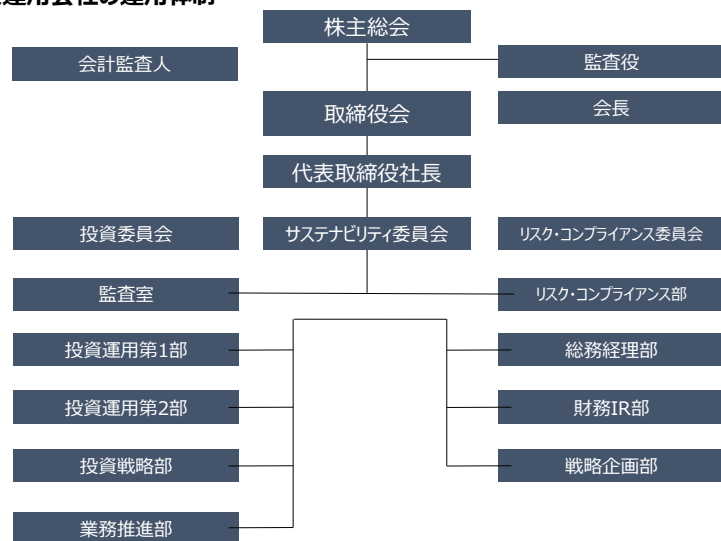 運用会社の運用体制
株主総会
会計監査人
監査役
取締役会
会長
代表取締役社長
投資委員会
サステナビリティ委員会
リスク・コンプライアンス委員会
監査室
リスク・コンプライアンス部
投資運用第1部
総務経理部
投資運用第2部
財務IR部
投資戦略部
戦略企画部
業務推進部